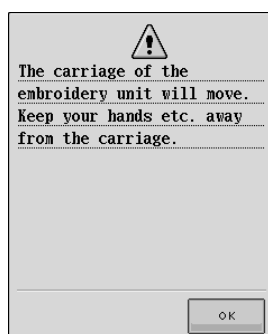 The carriage of the
embroidery unit will move.
Keep your hands etc. away
from the carriage.
OK